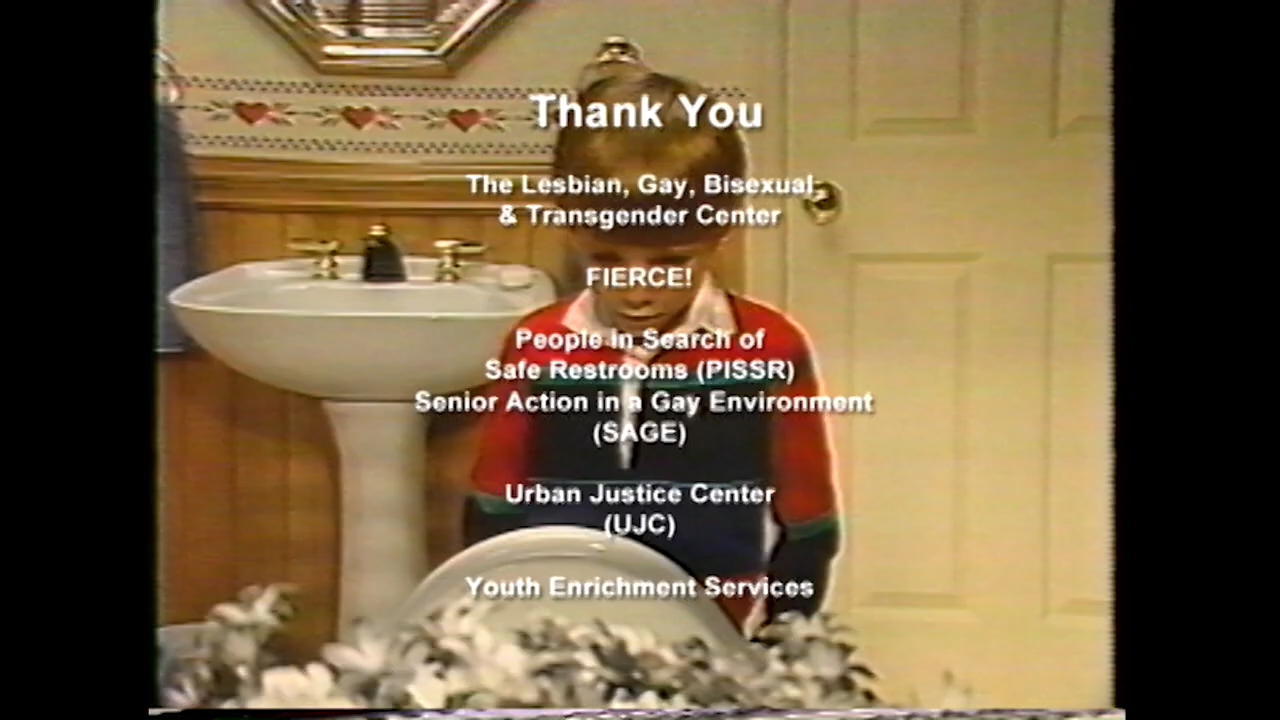 Thank You
The Lesbian, Gay, Bisexual
& Transgender Center
FIERCE!
People in Search of
Safe Restrooms (PISSR)
Senior Action in a Gay Environment
(SAGE)
Urban Justice Center
(UJC)
Youth Enrichment Services